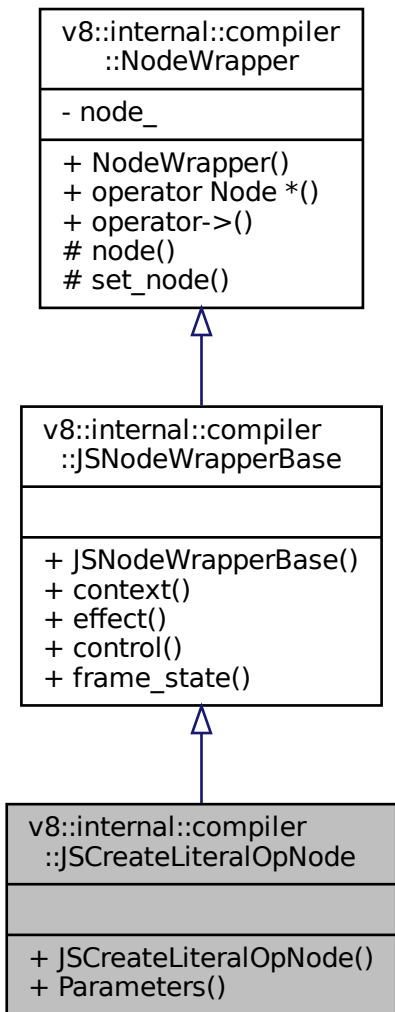 v8::internal::compiler
::NodeWrapper
- node_
+ NodeWrapper()
+ operator Node *()
+ operator->()
# node()
# set_node()
v8::internal::compiler
::JSNodeWrapperBase
+ JSNodeWrapperBase()
+ context()
+ effect()
+ control()
+ frame_state()
v8::internal::compiler
::JSCreateLiteralOpNode
+ JSCreateLiteralOpNode()
+ Parameters()